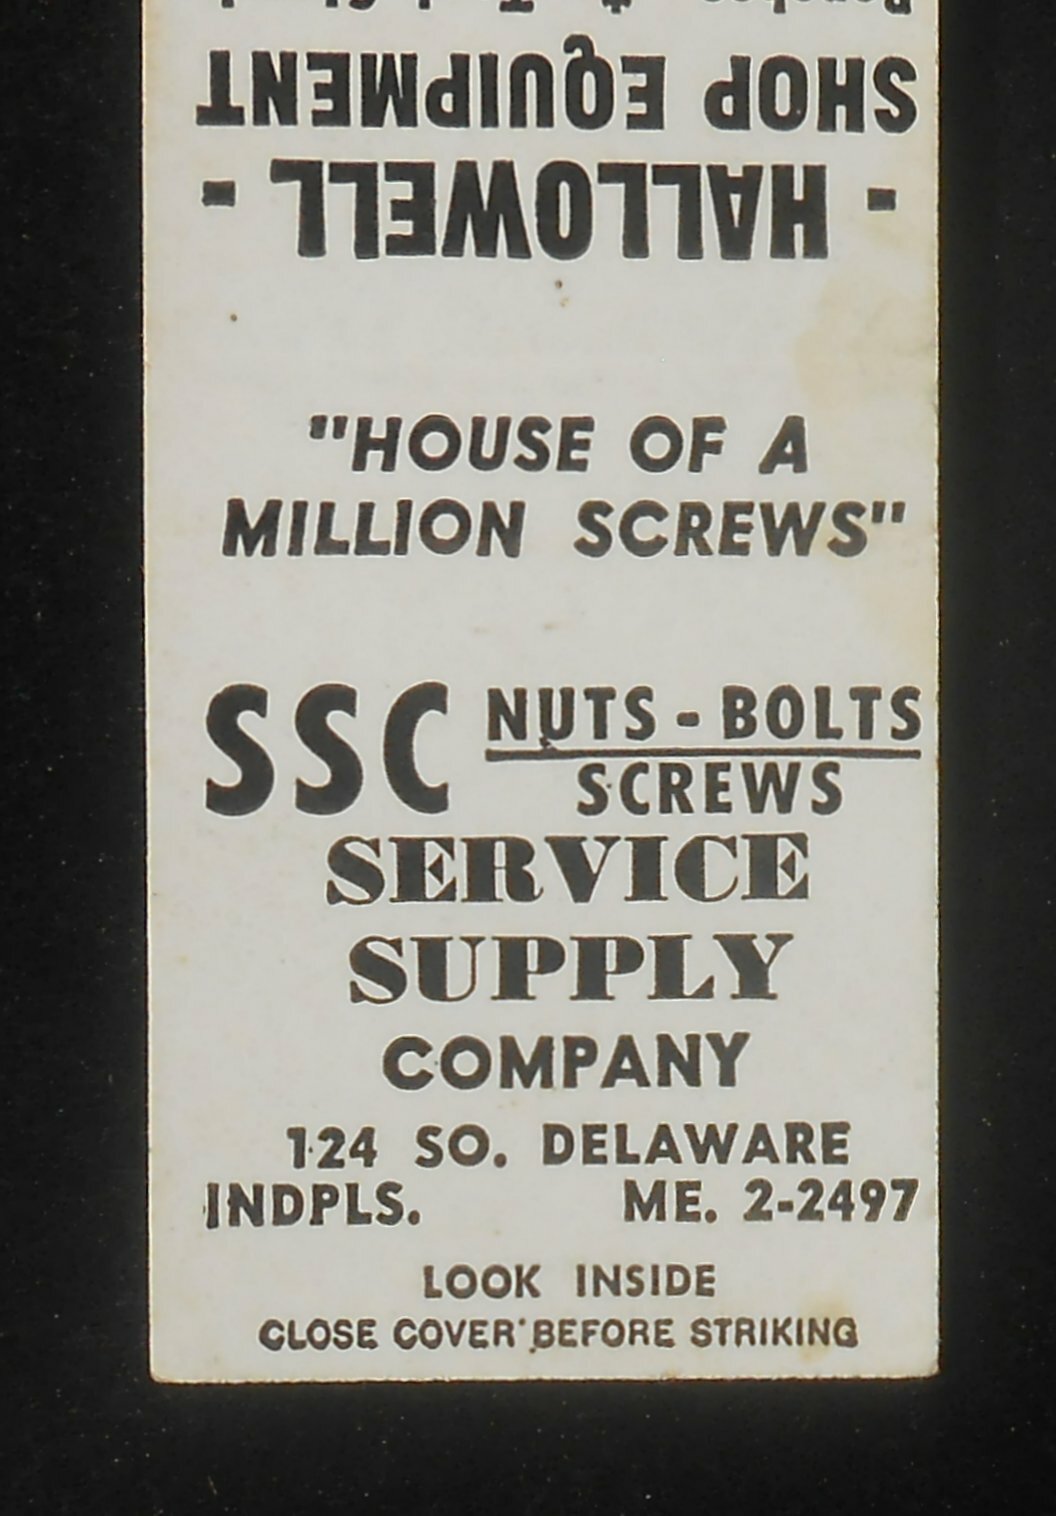 SHOP EQUIPMENT
- HALLOWELL -
"HOUSE OF A
MILLION SCREWS"
SSC NUTS - BOLTS
SCREWS
SERVICE
SUPPLY
COMPANY
124 SO. DELAWARE
INDPLS. ME. 2-2497
LOOK INSIDE
CLOSE COVER BEFORE STRIKING